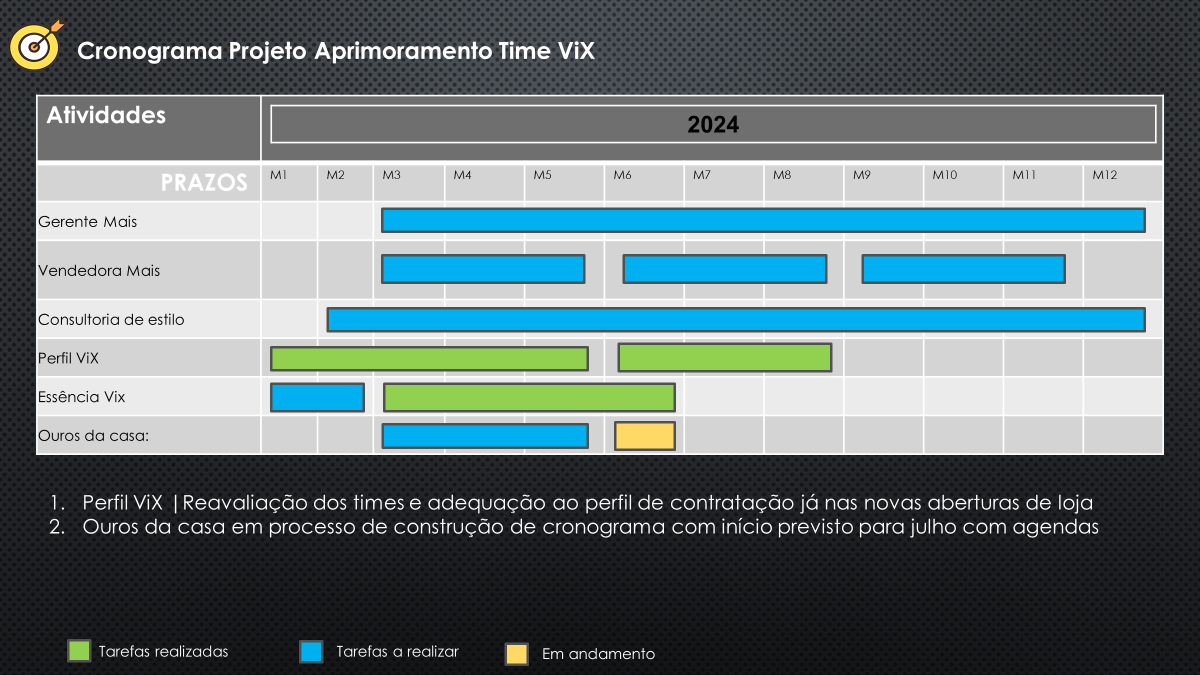 Cronograma Projeto Aprimoramento Time ViX
Atividades
2024
PRAZOS M1 M2 M3 M4 M5 M6 M7 M8 M9 M10 M11 M12
Gerente Mais
Vendedora Mais
Consultoria de estilo
Perfil ViX
Essência Vix
Ouros da casa:
1. Perfil ViX |Reavaliação dos times e adequação ao perfil de contratação já nas novas aberturas de loja
2. Ouros da casa em processo de construção de cronograma com início previsto para julho com agendas
Tarefas realizadas Tarefas a realizar Em andamento